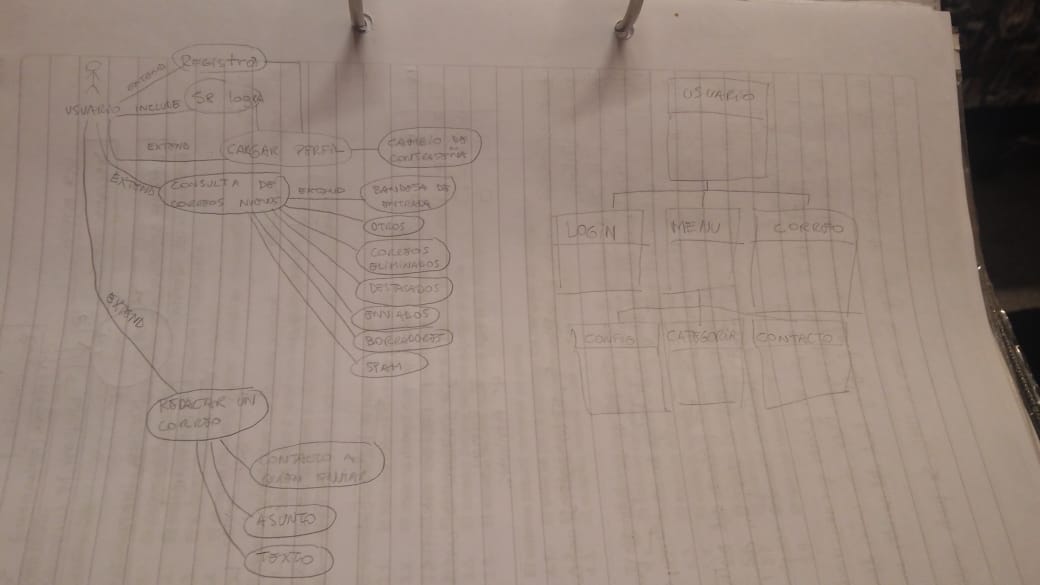 REGISTRO
EXTEND
USUARIO
INCLUDE
Se logea
EXTEND
CARGAR PERFIL
CAMBIO DE
CONTRASEÑA
EXTEND
CONSULTA DE
CORREOS NUEVOS
EXTEND
BANDEJA DE
ENTRADA
OTROS
CORREOS
ELIMINADOS
DESTACADOS
ENVIADOS
BORRADORES
SPAM
EXTEND
REDACTAR UN
CORREO
CONTACTO A
QUIEN ENVIAR
ASUNTO
TEXTO
USUARIO
LOGIN
MENU
CORREO
CONFIG
CATEGORIA
CONTACTO